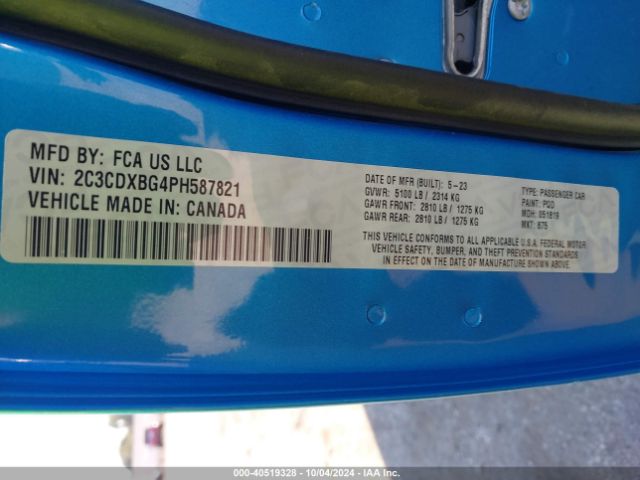 MFD BY: FCA US LLC
VIN: 2C3CDXBG4PH587821
VEHICLE MADE IN: CANADA
DATE OF MFR (BUILT): 5-23
GVWR: 5100 LB / 2314 KG
GAWR FRONT: 2810 LB / 1275 KG
GAWR REAR: 2810 LB / 1275 KG
TYPE: PASSENGER CAR
PAINT: PQD
MDH: 051819
MKT: 675
THIS VEHICLE CONFORMS TO ALL APPLICABLE U.S.A. FEDERAL MOTOR
VEHICLE SAFETY, BUMPER, AND THEFT PREVENTION STANDARDS
IN EFFECT ON THE DATE OF MANUFACTURE SHOWN ABOVE.
000-40519328 - 10/04/2024 - IAA Inc.